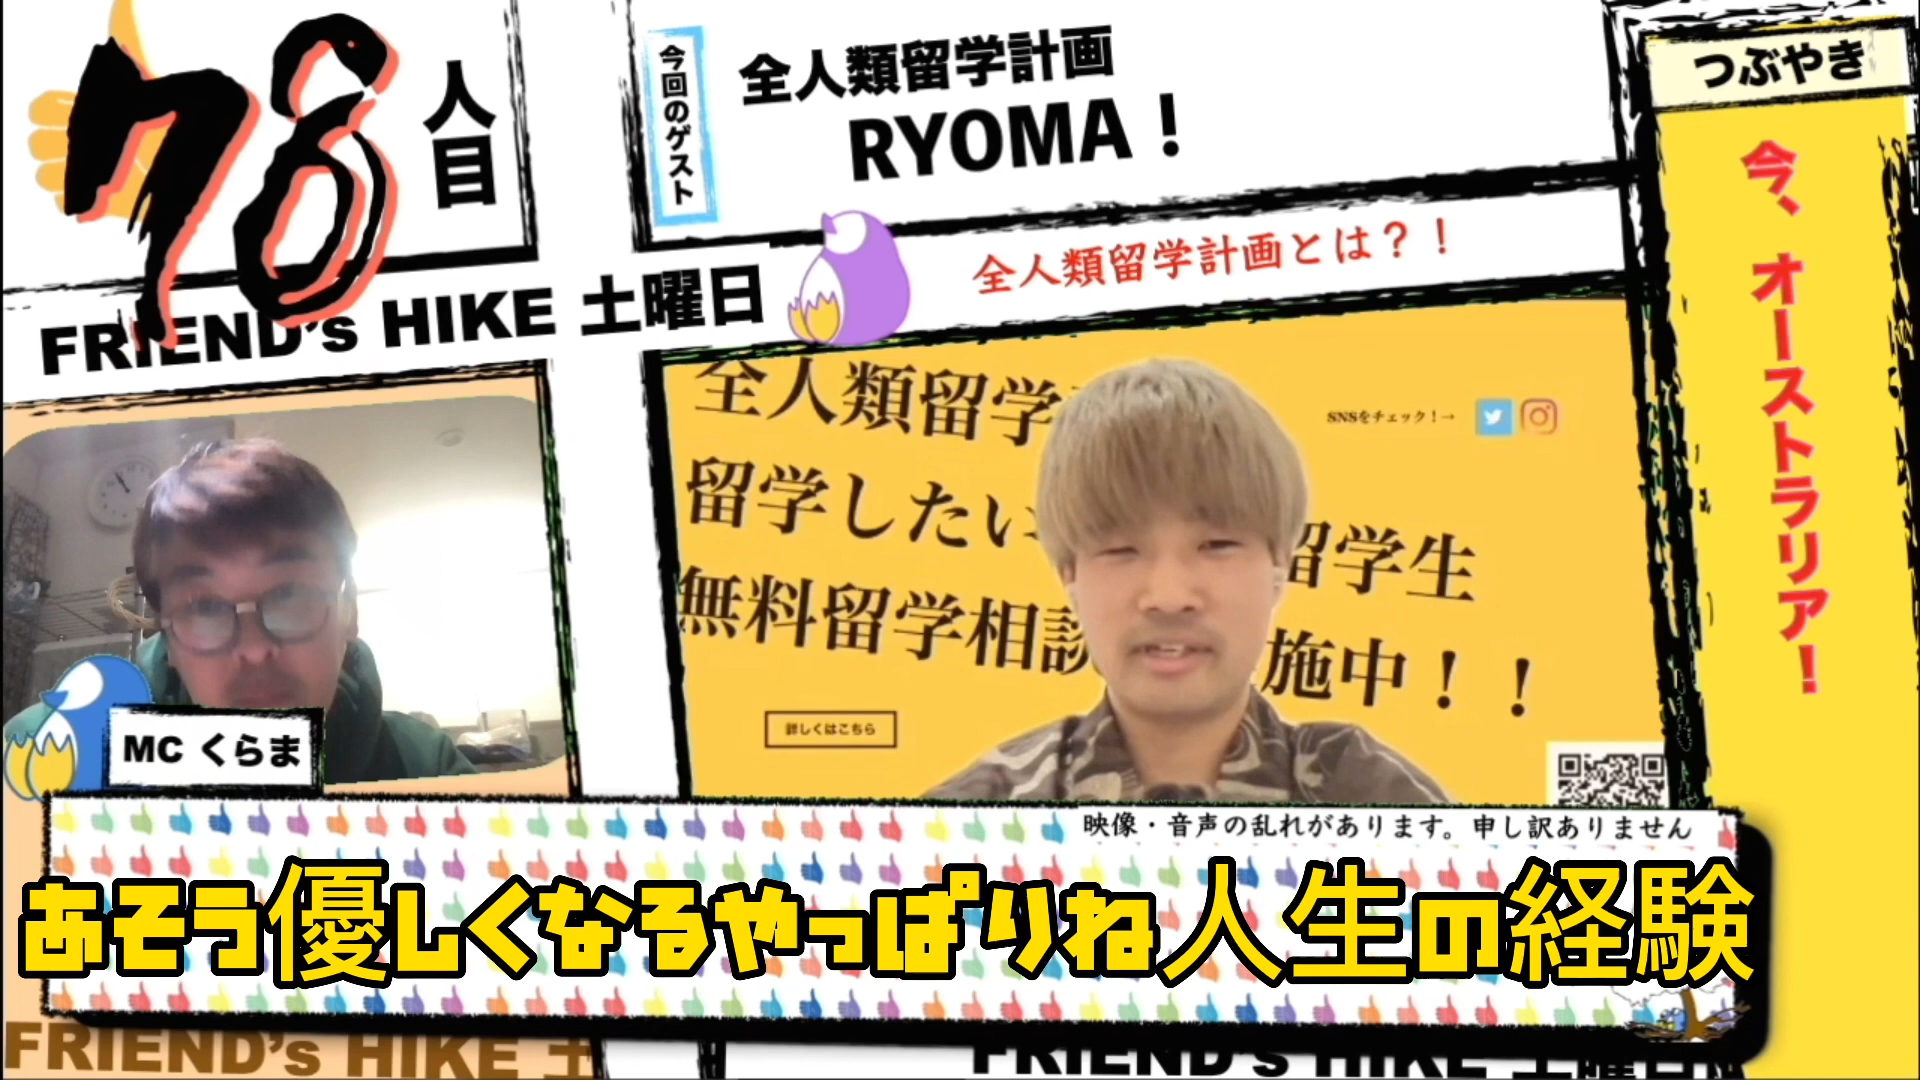 78人目
今回のゲスト
全人類留学計画
RYOMA！
つぶやき
今、オーストラリア！
全人類留学計画とは？！
FRIEND's HIKE 土曜日
全人類留学
SNSをチェック！→
留学したい
留学生
無料留学相談
施中！！
詳しくはこちら
MC くらま
映像・音声の乱れがあります。申し訳ありません
あそう優しくなるやっぱりね人生の経験
FRIEND's HIKE 土
FRIEND's HIKE 土曜日